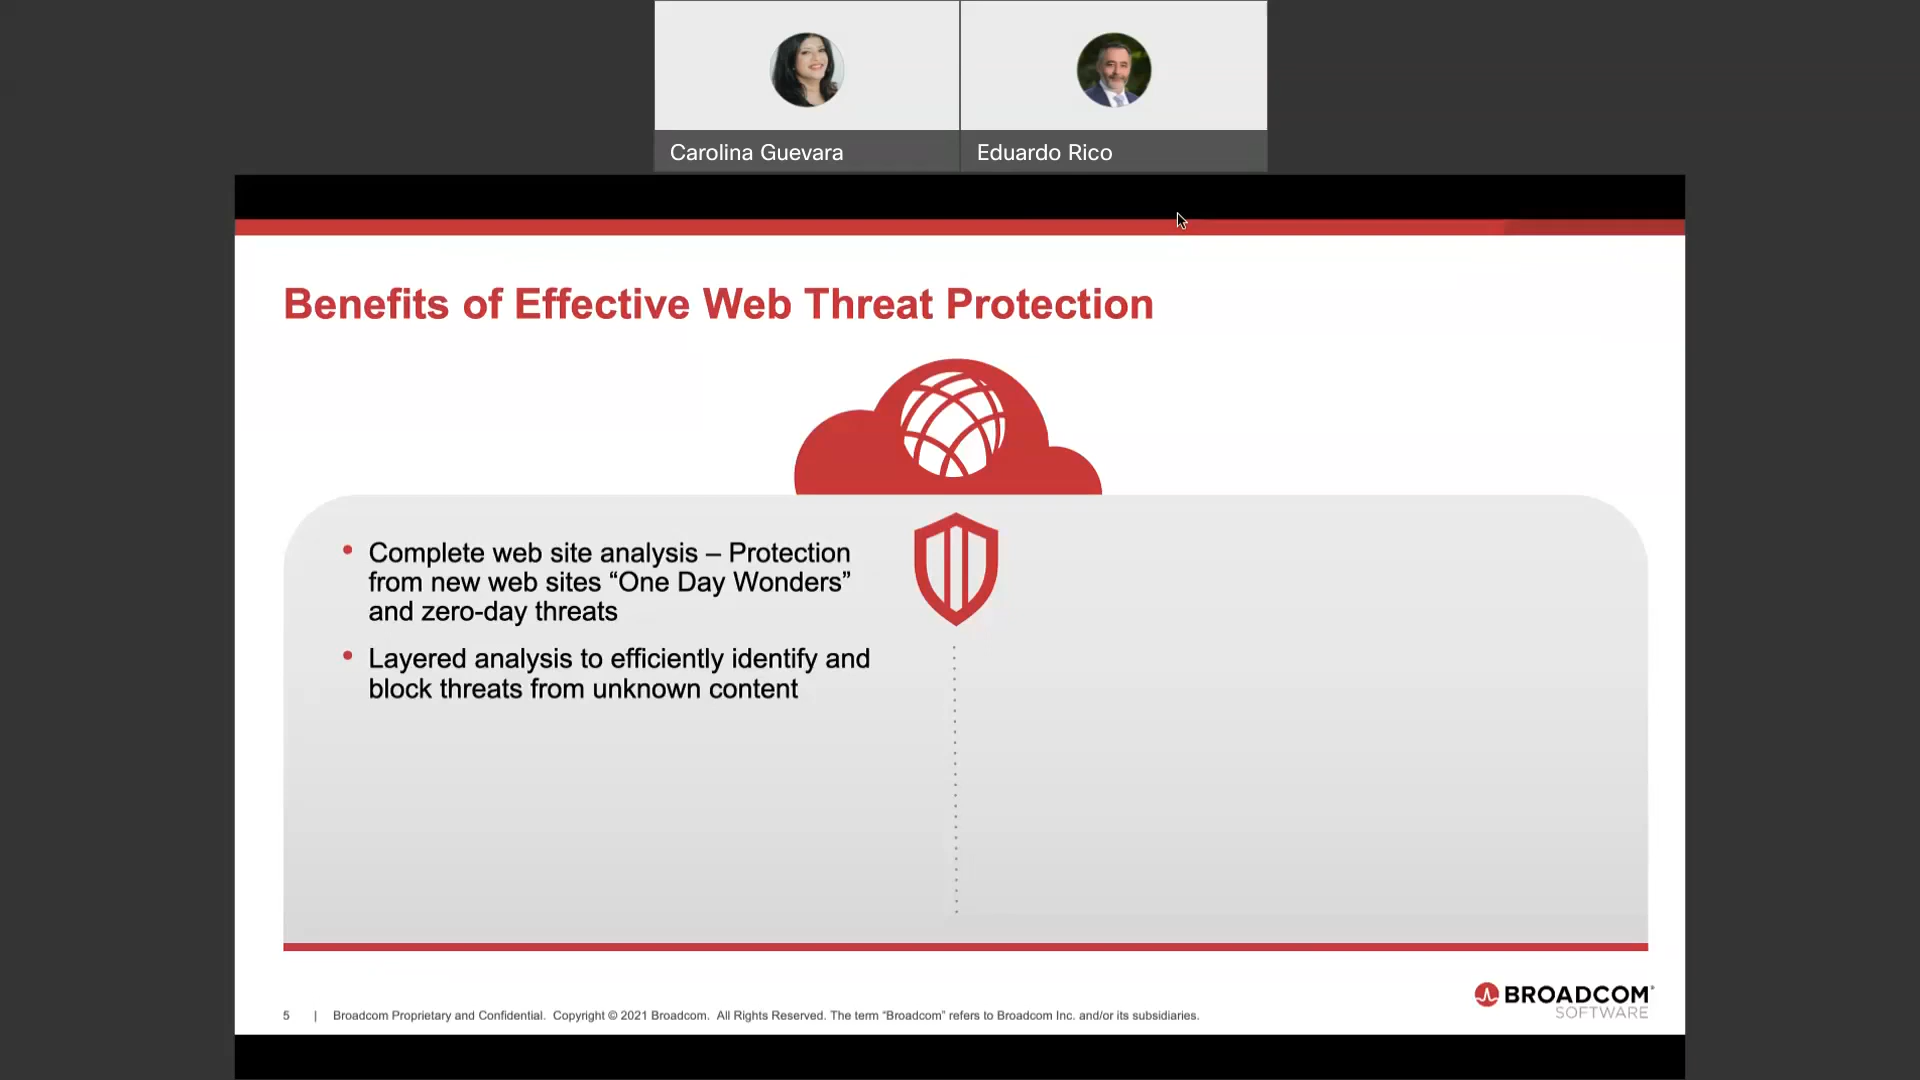 Carolina Guevara
Eduardo Rico
Benefits of Effective Web Threat Protection
• Complete web site analysis – Protection
from new web sites “One Day Wonders”
and zero-day threats
• Layered analysis to efficiently identify and
block threats from unknown content
5 | Broadcom Proprietary and Confidential. Copyright © 2021 Broadcom. All Rights Reserved. The term “Broadcom” refers to Broadcom Inc. and/or its subsidiaries.
BROADCOM®
SOFTWARE